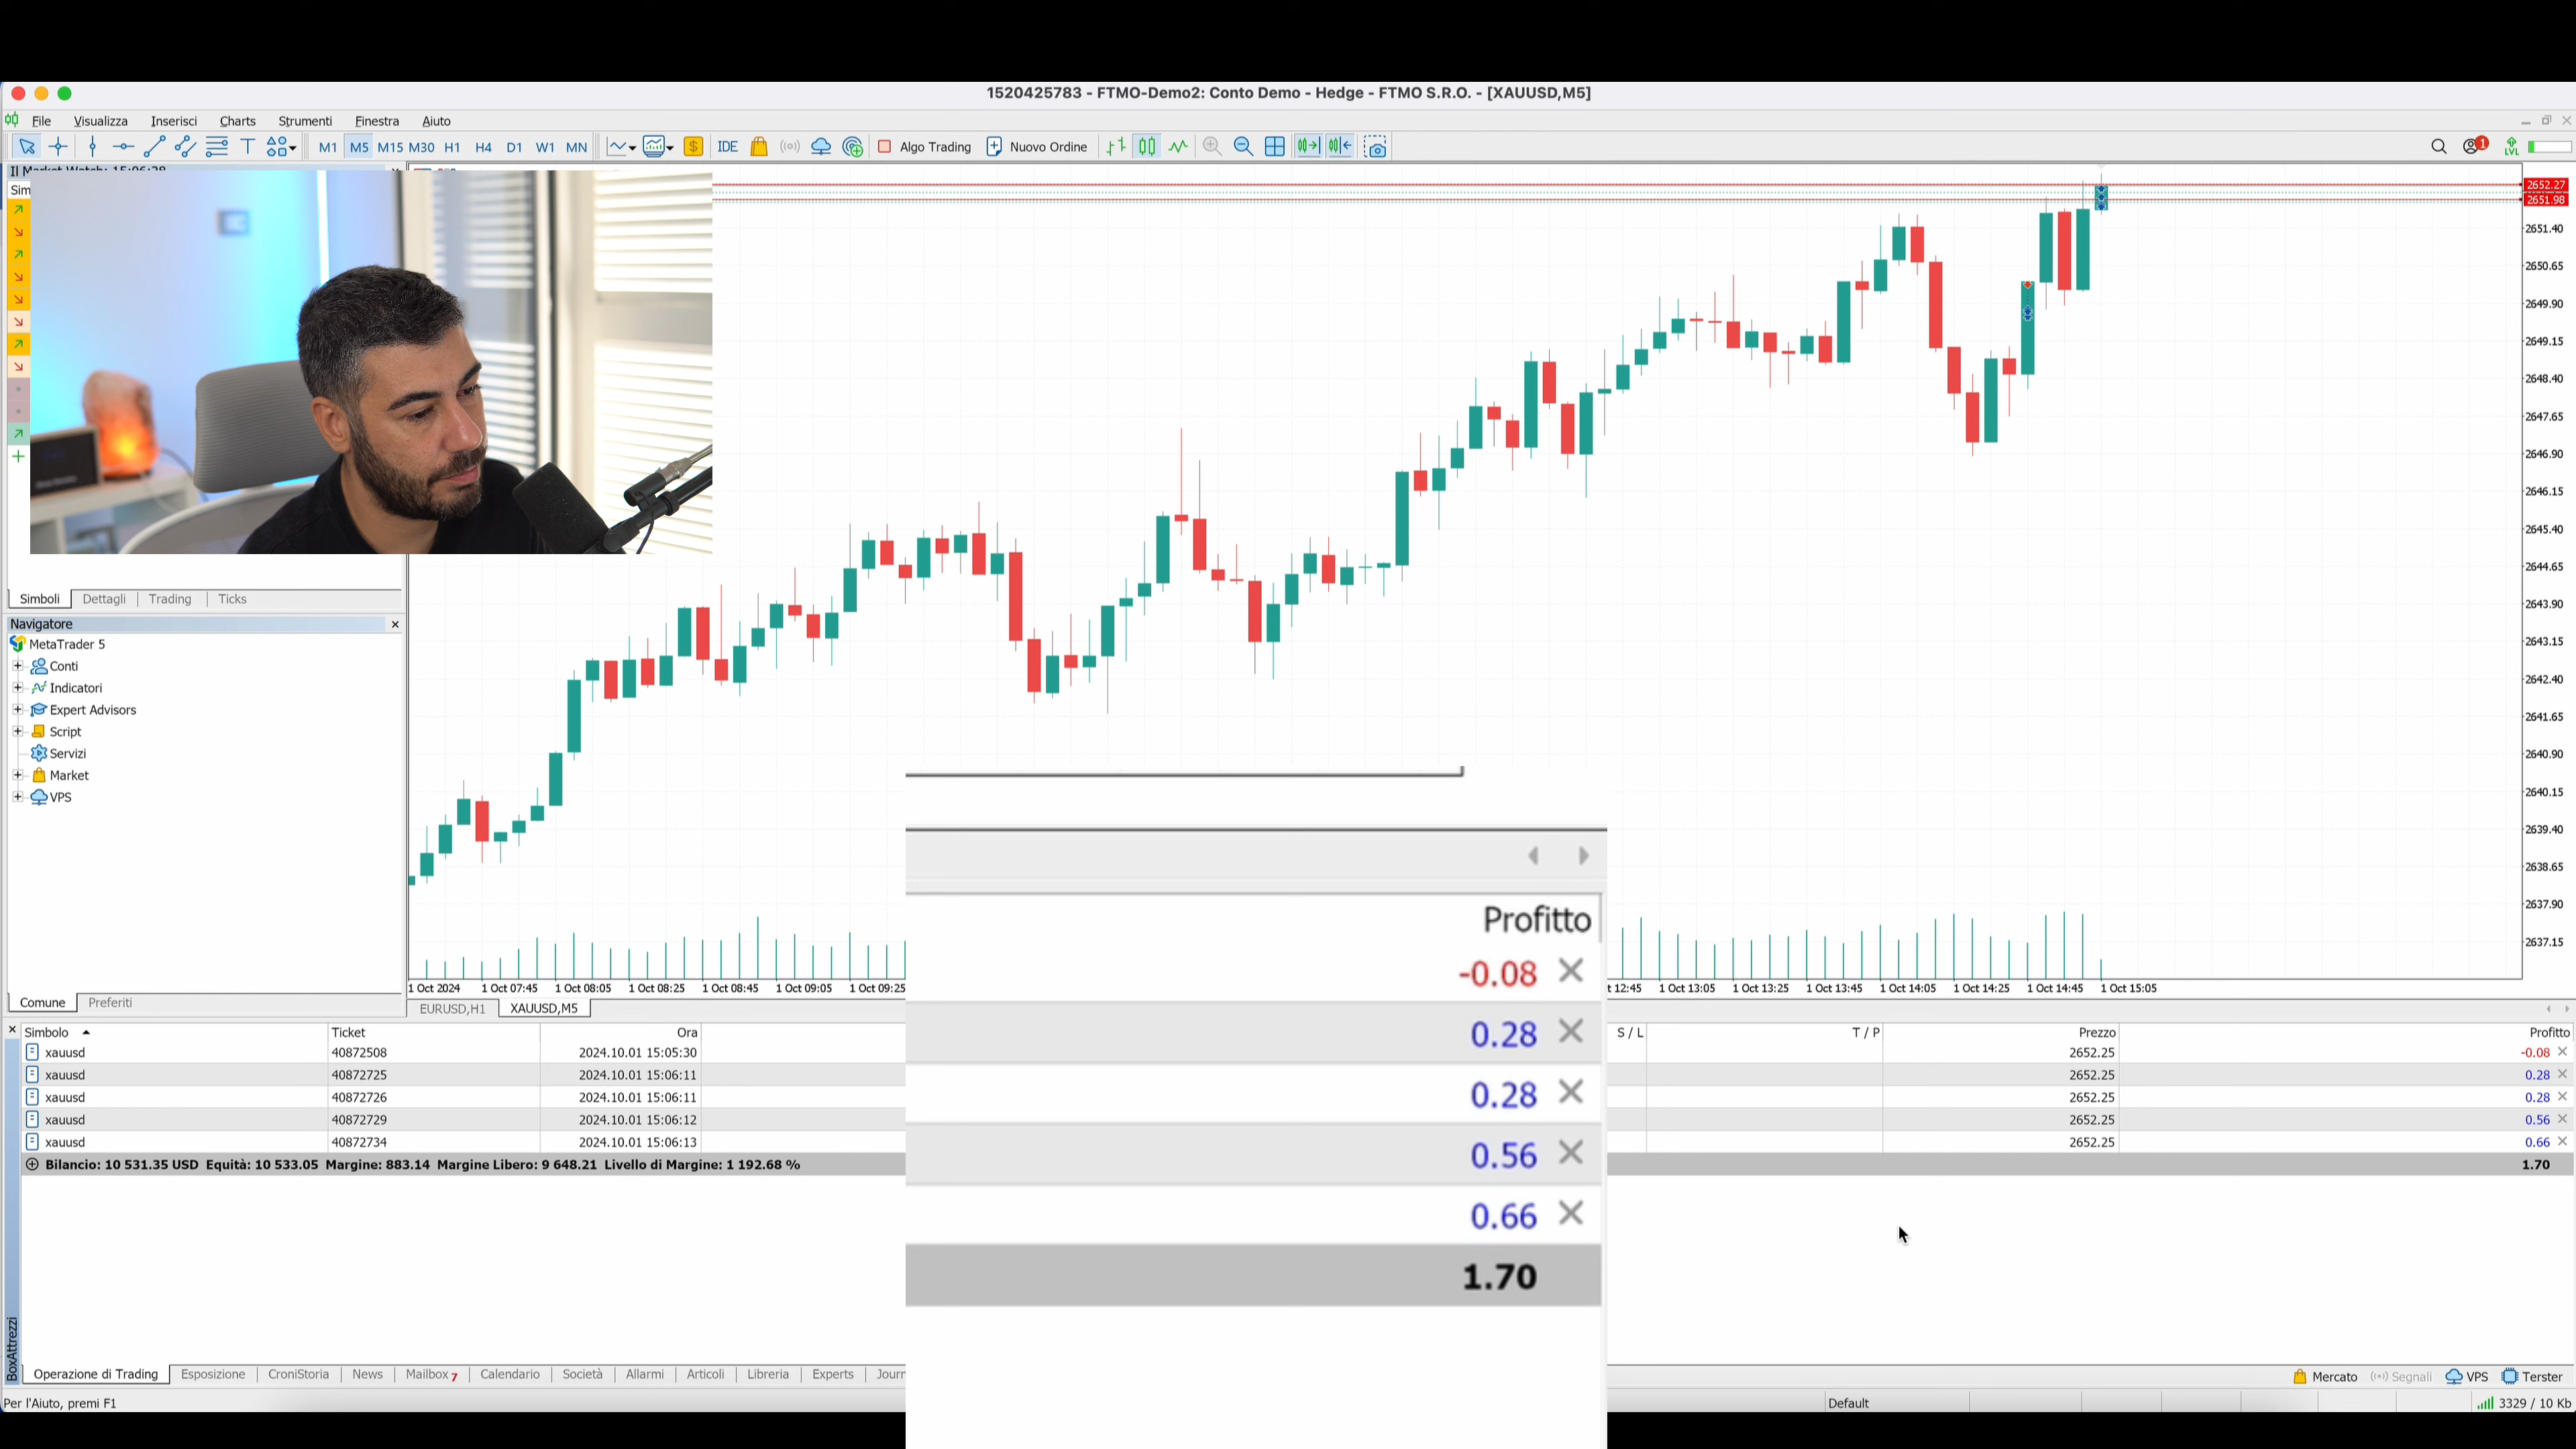 1520425783 - FTMO-Demo2: Conto Demo - Hedge - FTMO S.R.O. - [XAUUSD,M5]
File Visualizza Inserisci Charts Strumenti Finestra Aiuto
M1 M5 M15 M30 H1 H4 D1 W1 MN IDE Algo Trading Nuovo Ordine 1 LVL
Il Market Watch: 15:06:28
Sim
2652.27
2651.98
2651.40
2650.65
2649.90
2649.15
2648.40
2647.65
2646.90
2646.15
2645.40
2644.65
2643.90
2643.15
2642.40
2641.65
2640.90
2640.15
2639.40
2638.65
2637.90
2637.15
Simboli Dettagli Trading Ticks
Navigatore
MetaTrader 5
Conti
Indicatori
Expert Advisors
Script
Servizi
Market
VPS
Comune Preferiti
1 Oct 2024 1 Oct 07:45 1 Oct 08:05 1 Oct 08:25 1 Oct 08:45 1 Oct 09:05 1 Oct 09:25 t 12:45 1 Oct 13:05 1 Oct 13:25 1 Oct 13:45 1 Oct 14:05 1 Oct 14:25 1 Oct 14:45 1 Oct 15:05
EURUSD,H1 XAUUSD,M5
Profitto
-0.08
0.28
0.28
0.56
0.66
1.70
Simbolo Ticket Ora S / L T / P Prezzo Profitto
xauusd 40872508 2024.10.01 15:05:30 2652.25 -0.08
xauusd 40872725 2024.10.01 15:06:11 2652.25 0.28
xauusd 40872726 2024.10.01 15:06:11 2652.25 0.28
xauusd 40872729 2024.10.01 15:06:12 2652.25 0.56
xauusd 40872734 2024.10.01 15:06:13 2652.25 0.66
Bilancio: 10 531.35 USD Equità: 10 533.05 Margine: 883.14 Margine Libero: 9 648.21 Livello di Margine: 1 192.68 % 1.70
BoxAttrezzi
Operazione di Trading Esposizione CroniStoria News Mailbox 7 Calendario Società Allarmi Articoli Libreria Experts Journ
Mercato Segnali VPS Terster
Per l'Aiuto, premi F1 Default 3329 / 10 Kb